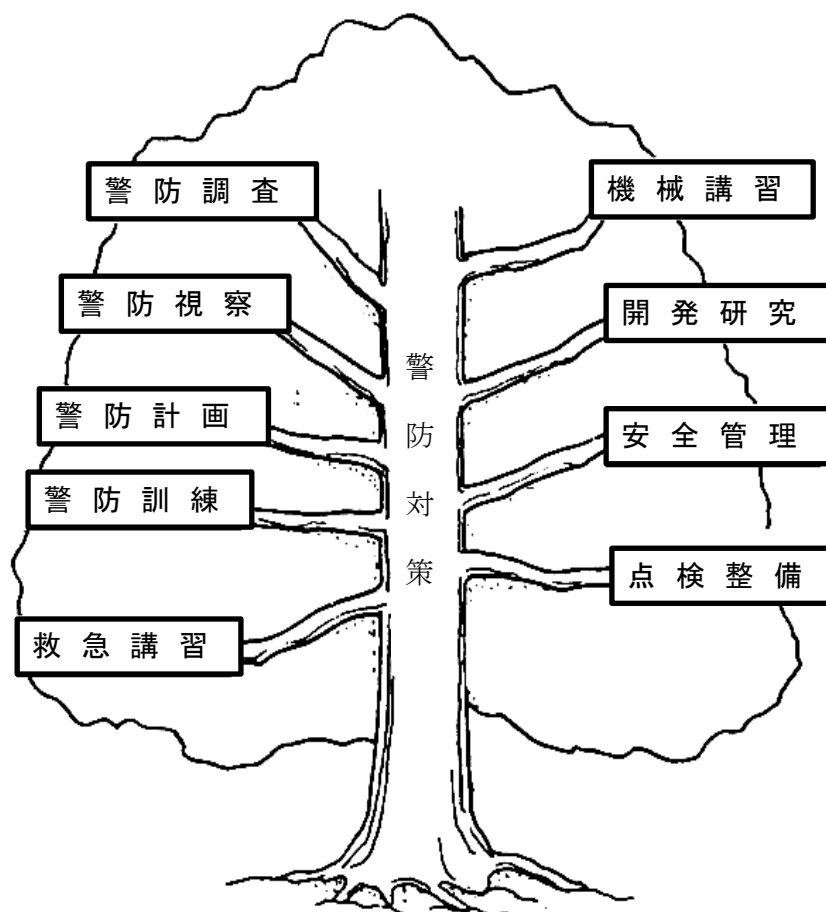 警防調査
警防視察
警防計画
警防訓練
救急講習
警防対策
機械講習
開発研究
安全管理
点検整備